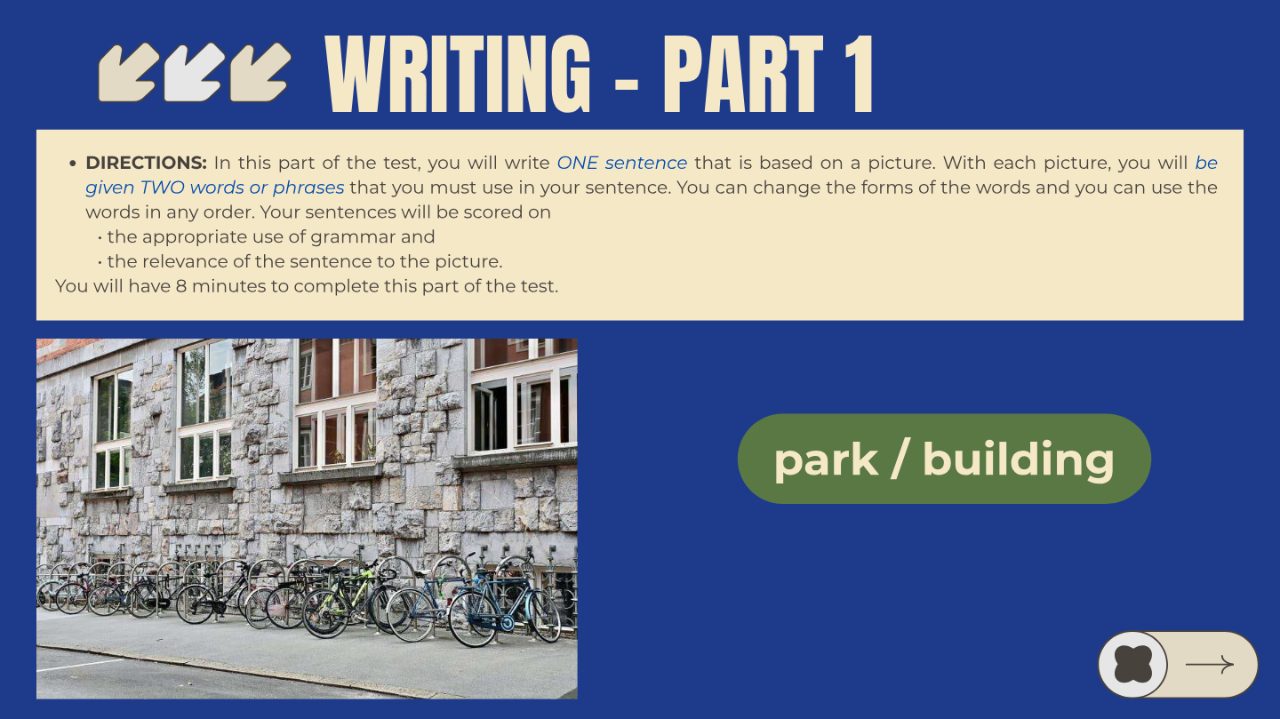 WRITING - PART 1
• DIRECTIONS: In this part of the test, you will write ONE sentence that is based on a picture. With each picture, you will be
given TWO words or phrases that you must use in your sentence. You can change the forms of the words and you can use the
words in any order. Your sentences will be scored on
• the appropriate use of grammar and
• the relevance of the sentence to the picture.
You will have 8 minutes to complete this part of the test.
park / building